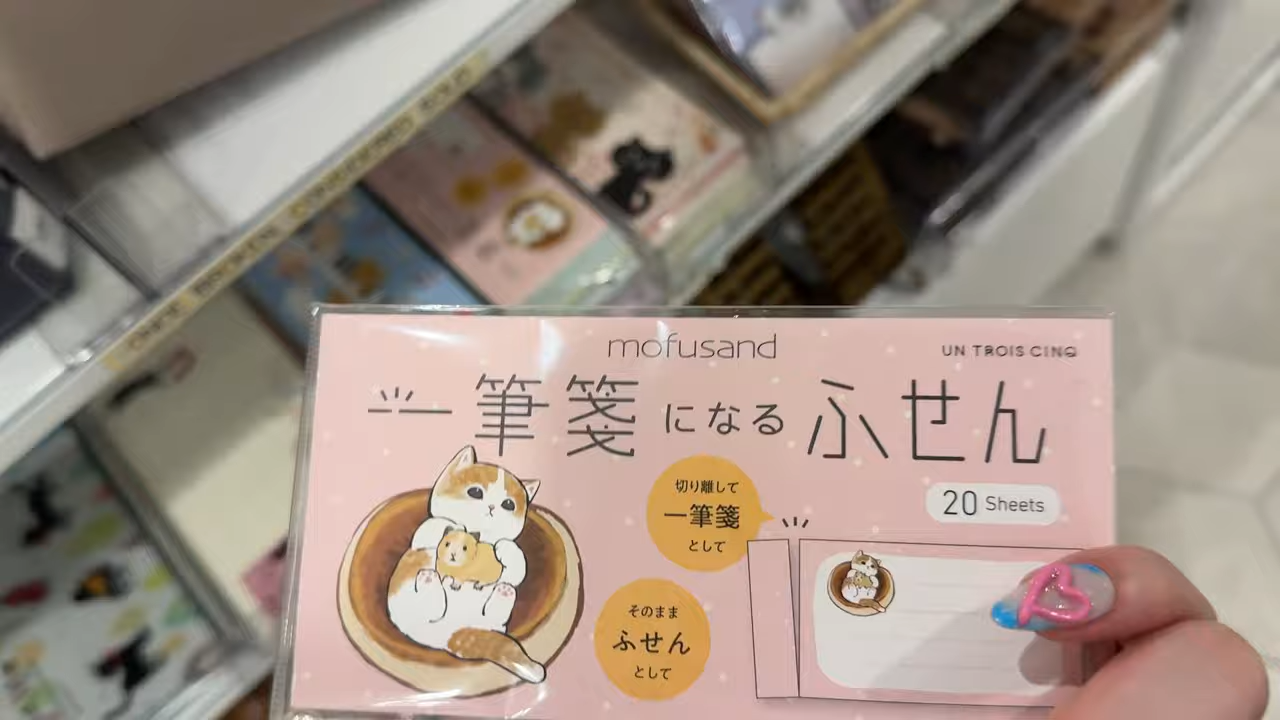 mofusand
UN TROIS CINQ
一筆箋になるふせん
20 Sheets
切り離して
一筆箋
として
そのまま
ふせん
として